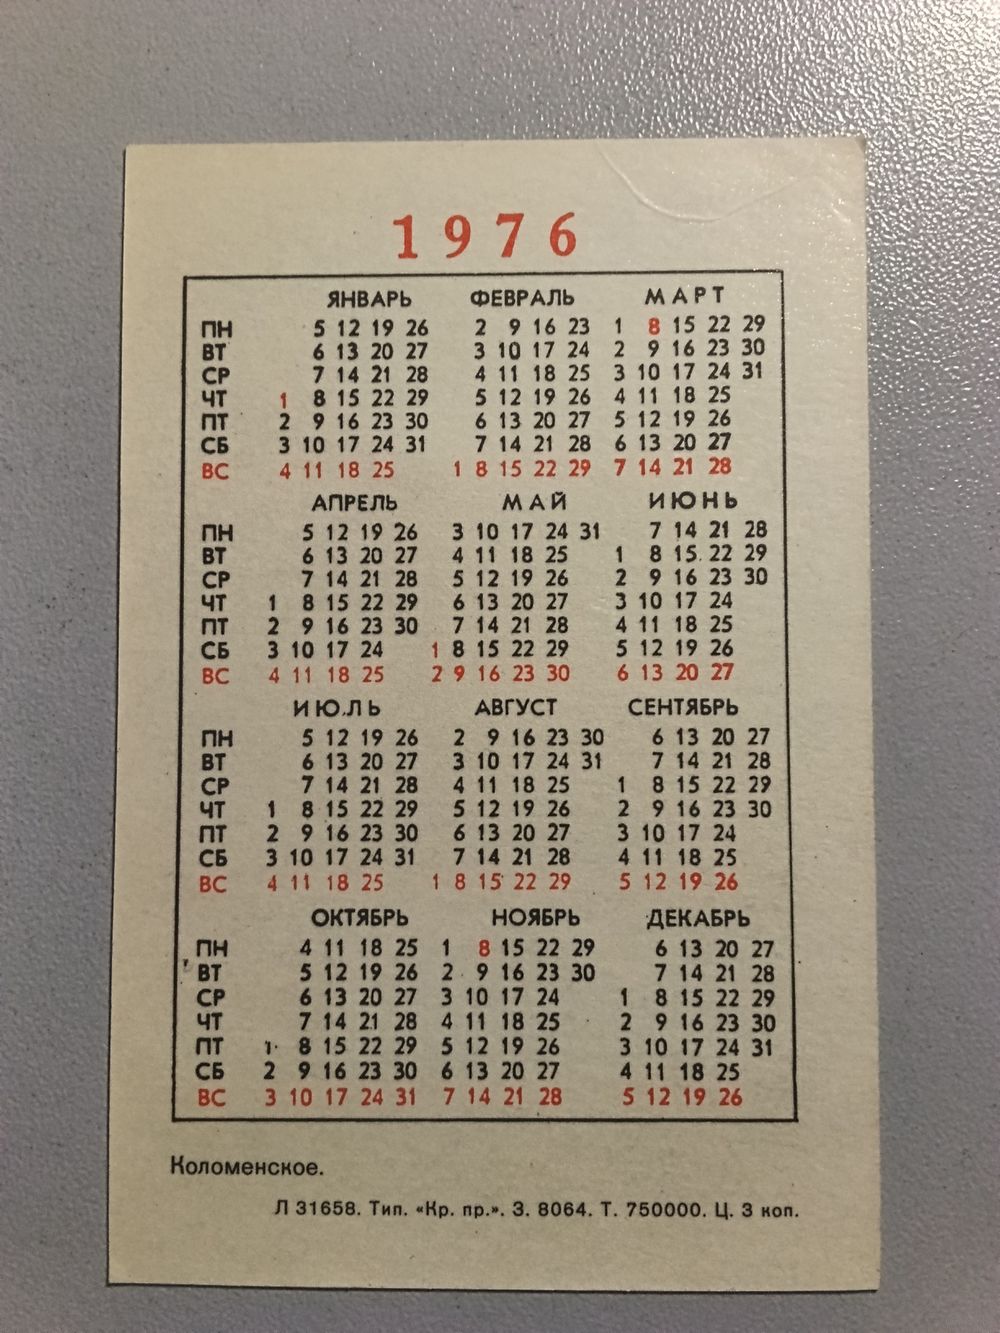 1976
ЯНВАРЬ ФЕВРАЛЬ МАРТ
ПН 5 12 19 26 2 9 16 23 1 8 15 22 29
ВТ 6 13 20 27 3 10 17 24 2 9 16 23 30
СР 7 14 21 28 4 11 18 25 3 10 17 24 31
ЧТ 1 8 15 22 29 5 12 19 26 4 11 18 25
ПТ 2 9 16 23 30 6 13 20 27 5 12 19 26
СБ 3 10 17 24 31 7 14 21 28 6 13 20 27
ВС 4 11 18 25 1 8 15 22 29 7 14 21 28
АПРЕЛЬ МАЙ ИЮНЬ
ПН 5 12 19 26 3 10 17 24 31 7 14 21 28
ВТ 6 13 20 27 4 11 18 25 1 8 15 22 29
СР 7 14 21 28 5 12 19 26 2 9 16 23 30
ЧТ 1 8 15 22 29 6 13 20 27 3 10 17 24
ПТ 2 9 16 23 30 7 14 21 28 4 11 18 25
СБ 3 10 17 24 1 8 15 22 29 5 12 19 26
ВС 4 11 18 25 2 9 16 23 30 6 13 20 27
ИЮЛЬ АВГУСТ СЕНТЯБРЬ
ПН 5 12 19 26 2 9 16 23 30 6 13 20 27
ВТ 6 13 20 27 3 10 17 24 31 7 14 21 28
СР 7 14 21 28 4 11 18 25 1 8 15 22 29
ЧТ 1 8 15 22 29 5 12 19 26 2 9 16 23 30
ПТ 2 9 16 23 30 6 13 20 27 3 10 17 24
СБ 3 10 17 24 31 7 14 21 28 4 11 18 25
ВС 4 11 18 25 1 8 15 22 29 5 12 19 26
ОКТЯБРЬ НОЯБРЬ ДЕКАБРЬ
ПН 4 11 18 25 1 8 15 22 29 6 13 20 27
ВТ 5 12 19 26 2 9 16 23 30 7 14 21 28
СР 6 13 20 27 3 10 17 24 1 8 15 22 29
ЧТ 7 14 21 28 4 11 18 25 2 9 16 23 30
ПТ 1 8 15 22 29 5 12 19 26 3 10 17 24 31
СБ 2 9 16 23 30 6 13 20 27 4 11 18 25
ВС 3 10 17 24 31 7 14 21 28 5 12 19 26
Коломенское.
Л 31658. Тип. «Кр. пр.». З. 8064. Т. 750000. Ц. 3 коп.